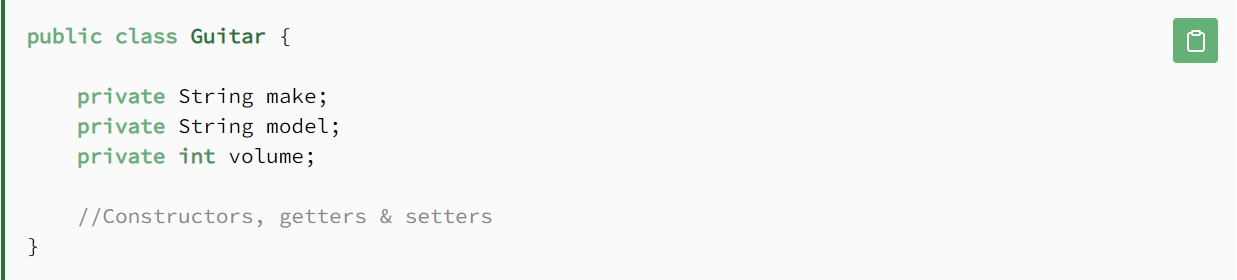 public class Guitar {
    private String make;
    private String model;
    private int volume;
    //Constructors, getters & setters
}